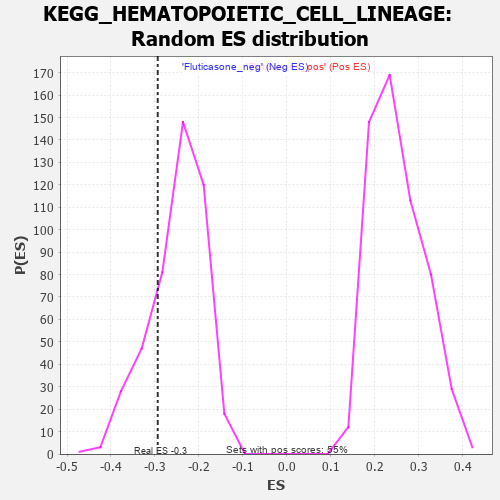 KEGG_HEMATOPOIETIC_CELL_LINEAGE:
Random ES distribution
'Fluticasone_neg' (Neg ES) pos' (Pos ES)
170
160
150
140
130
120
110
100
90
80
70
60
50
40
30
20
10
0
P(ES)
Real ES -0.3
Sets with pos scores: 55%
-0.5 -0.4 -0.3 -0.2 -0.1 0.0 0.1 0.2 0.3 0.4
ES